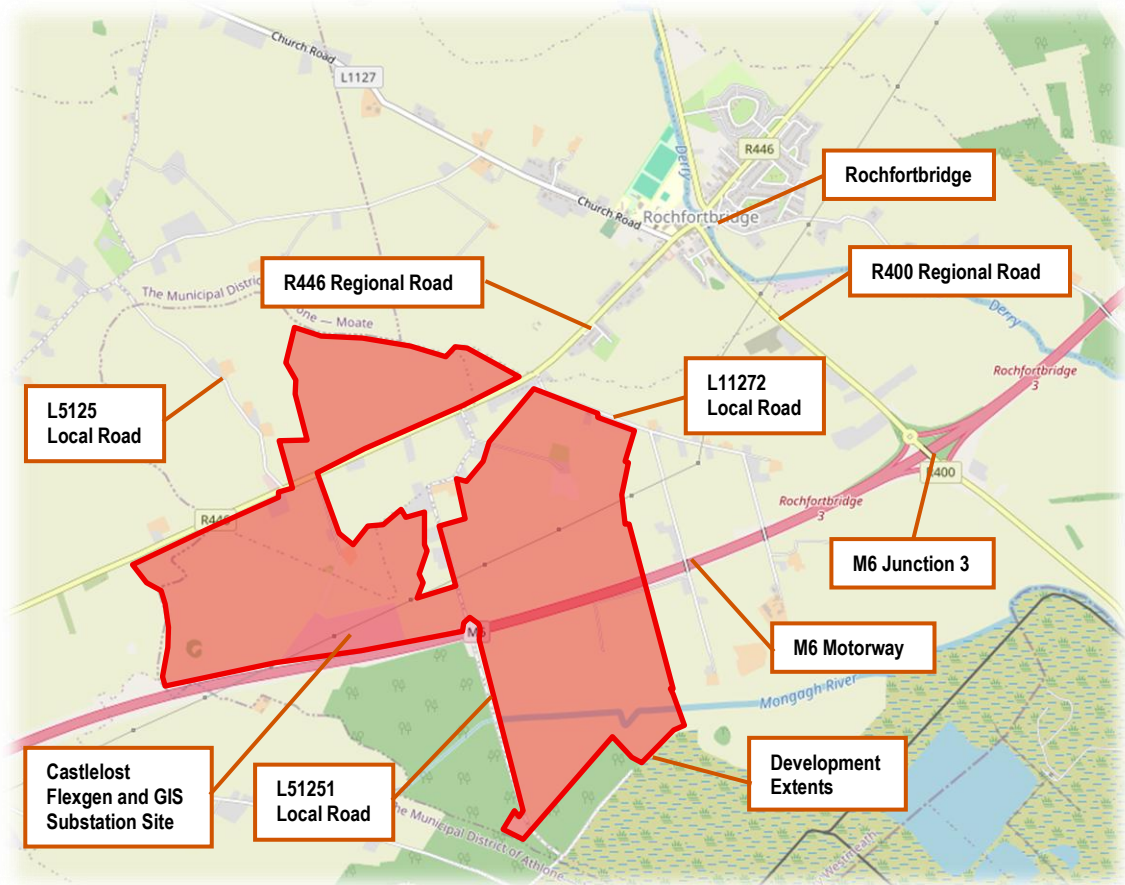 Church Road
L1127
R446
Derry
Rochfortbridge
Church Road
Rochfortbridge
R446 Regional Road
R400 Regional Road
The Municipal Distric
one — Moate
Derry
L5125
Local Road
L11272
Local Road
Rochfortbridge
3
R400
Rochfortbridge
3
R446
M6 Junction 3
M6
M6 Motorway
Mongagh River
Castlelost
Flexgen and GIS
Substation Site
L51251
Local Road
Development
Extents
The Municipal District of Athlone
Westmeath